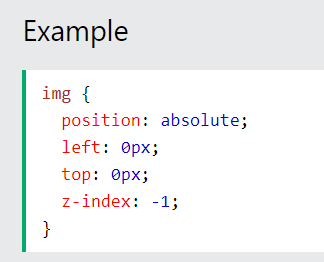 Example
img {
  position: absolute;
  left: 0px;
  top: 0px;
  z-index: -1;
}